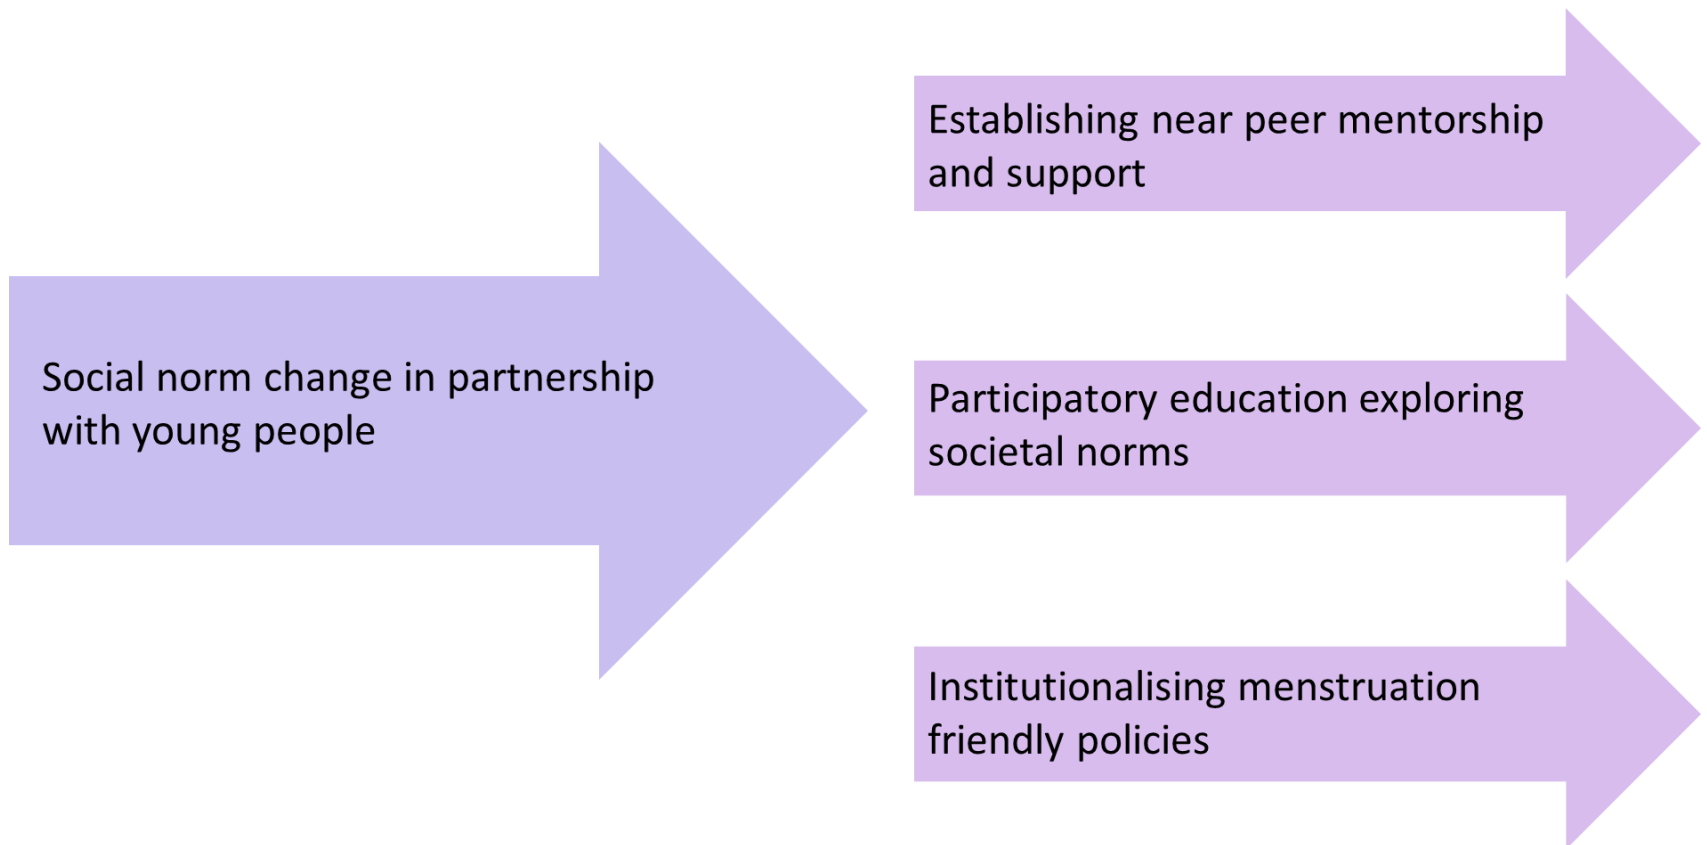 Social norm change in partnership
with young people
Establishing near peer mentorship
and support
Participatory education exploring
societal norms
Institutionalising menstruation
friendly policies